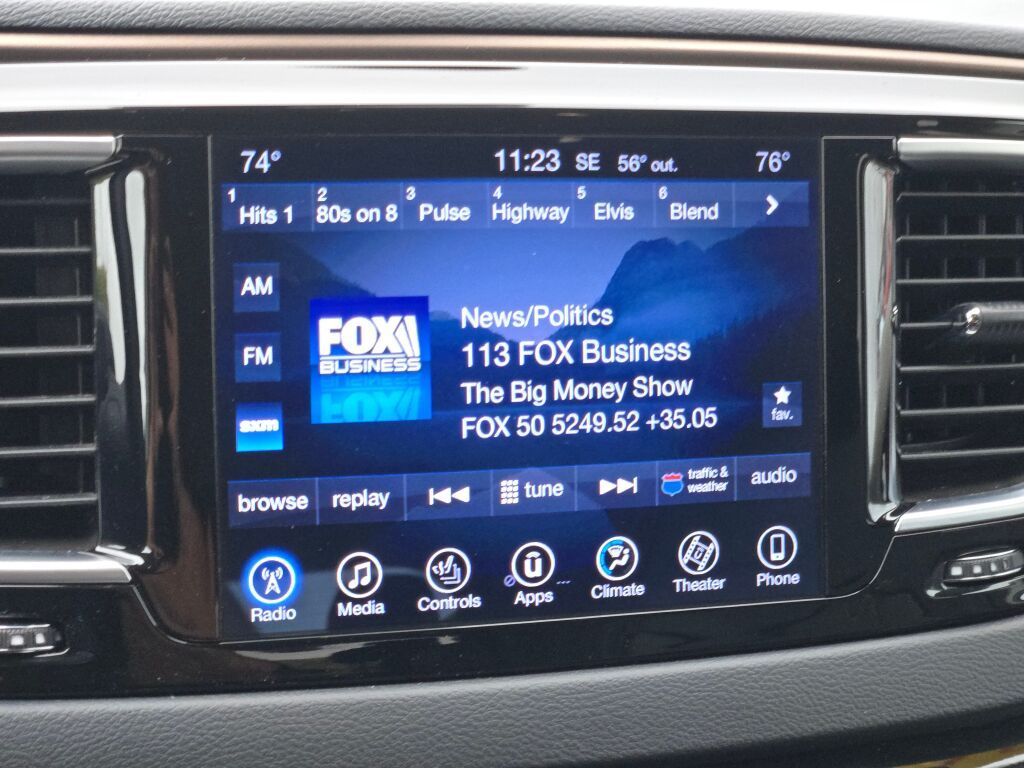 74° 11:23 SE 56° out. 76°
1 Hits 1 2 80s on 8 3 Pulse 4 Highway 5 Elvis 6 Blend
AM
FM
sxm
FOX
BUSINESS
News/Politics
113 FOX Business
The Big Money Show
FOX 50 5249.52 +35.05
fav.
browse replay tune traffic & weather audio
Radio Media Controls Apps Climate Theater Phone